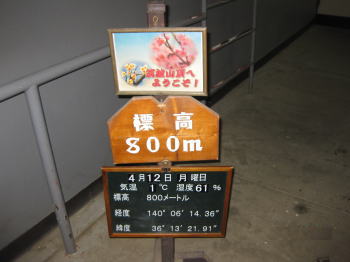 筑波山頂へ
ようこそ!
標高
800m
4月12日 月曜日
気温 1℃ 湿度 61%
標高 800メートル
経度 140° 06' 14.36"
緯度 36° 13' 21.91"